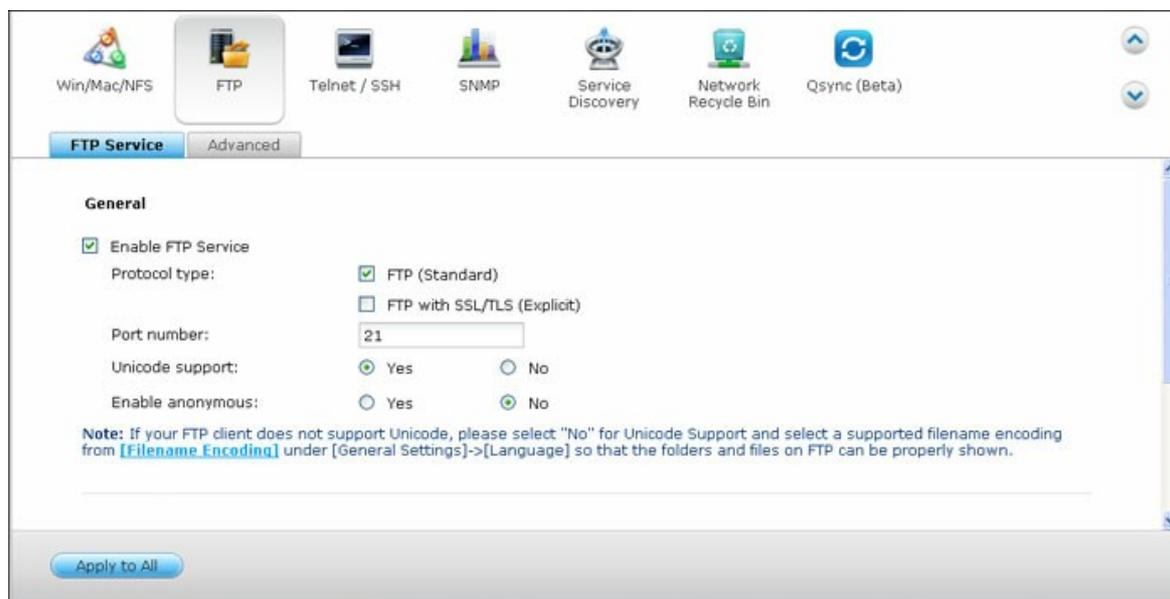 Win/Mac/NFS
FTP
Telnet / SSH
SNMP
Service
Discovery
Network
Recycle Bin
Qsync (Beta)
FTP Service
Advanced
General
Enable FTP Service
Protocol type:
FTP (Standard)
FTP with SSL/TLS (Explicit)
Port number:
21
Unicode support:
Yes
No
Enable anonymous:
Yes
No
Note: If your FTP client does not support Unicode, please select "No" for Unicode Support and select a supported filename encoding
from [Filename Encoding] under [General Settings]->[Language] so that the folders and files on FTP can be properly shown.
Apply to All